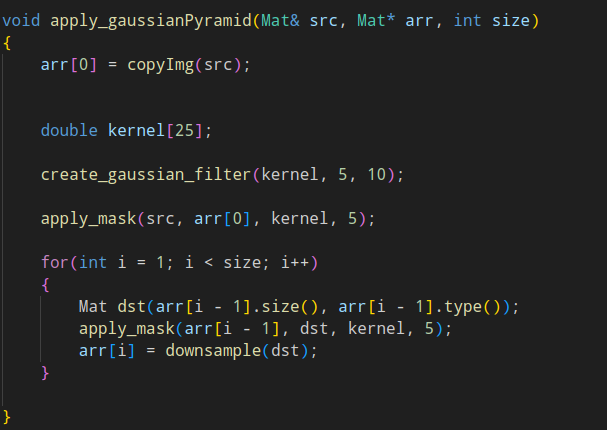 void apply_gaussianPyramid(Mat& src, Mat* arr, int size)
{
    arr[0] = copyImg(src);
    double kernel[25];
    create_gaussian_filter(kernel, 5, 10);
    apply_mask(src, arr[0], kernel, 5);
    for(int i = 1; i < size; i++)
    {
        Mat dst(arr[i - 1].size(), arr[i - 1].type());
        apply_mask(arr[i - 1], dst, kernel, 5);
        arr[i] = downsample(dst);
    }
}